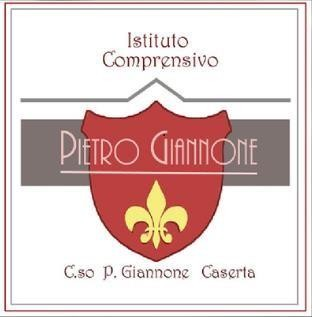 Istituto
Comprensivo
PIETRO GIANNONE
C.so P. Giannone Caserta